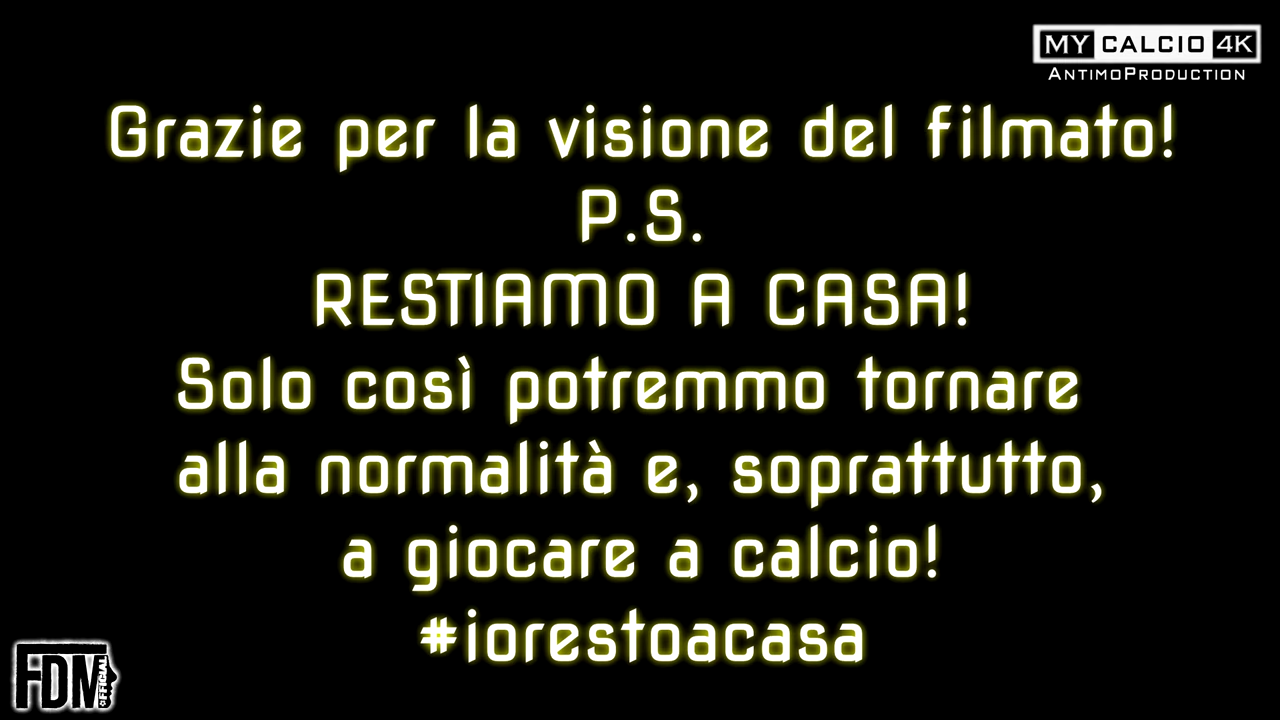 MY CALCIO 4K
AntimoProduction
Grazie per la visione del filmato!
P.S.
RESTIAMO A CASA!
Solo così potremmo tornare
alla normalità e, soprattutto,
a giocare a calcio!
#iorestoacasa
FDM
OFFICIAL